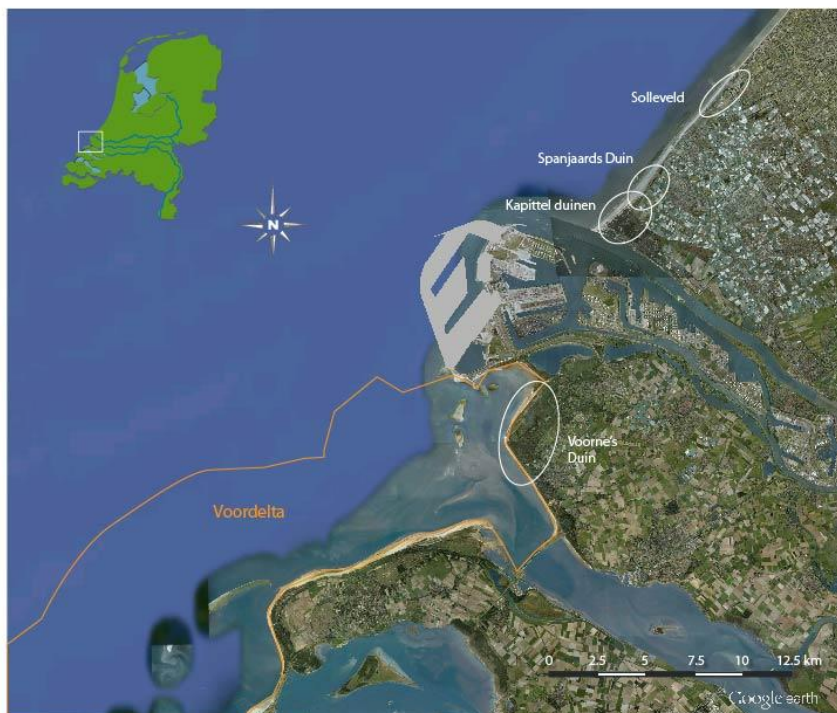 Solleveld
Spanjaards Duin
Kapittel duinen
N
Voorne's
Duin
Voordelta
0 2.5 5 7.5 10 12.5 km
Google earth